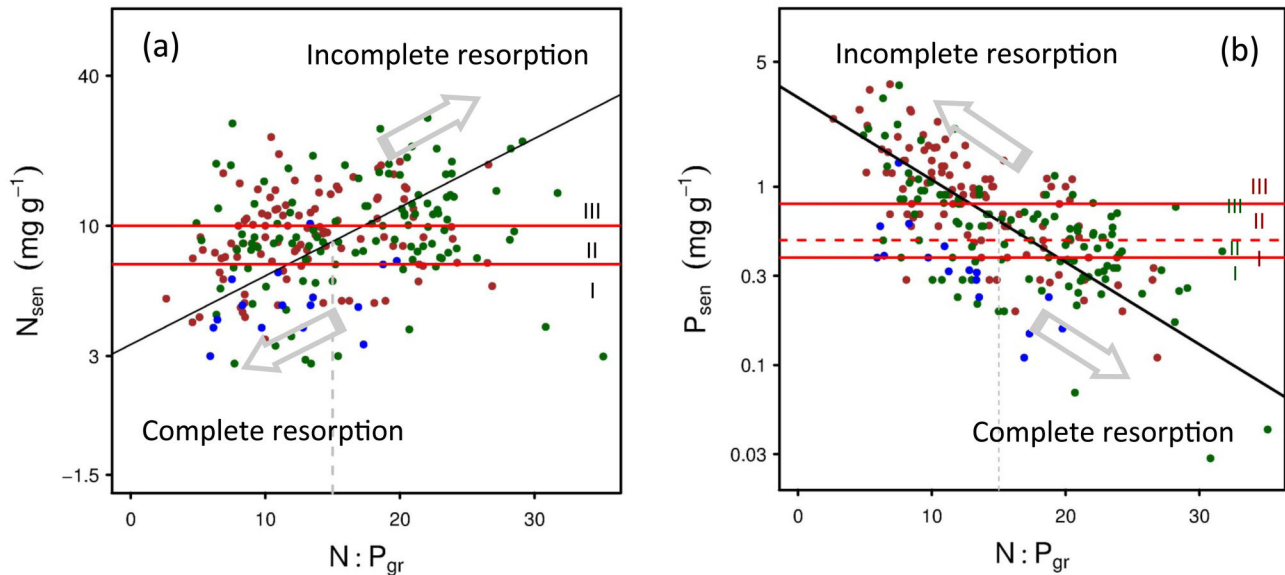 (a)
Incomplete resorption
40
10
3
−1.5
N_sen (mg g⁻¹)
III
II
I
Complete resorption
0
10
20
30
N : P_gr
(b)
Incomplete resorption
5
1
0.3
0.1
0.03
P_sen (mg g⁻¹)
III
III
II
II
I
I
Complete resorption
0
10
20
30
N : P_gr